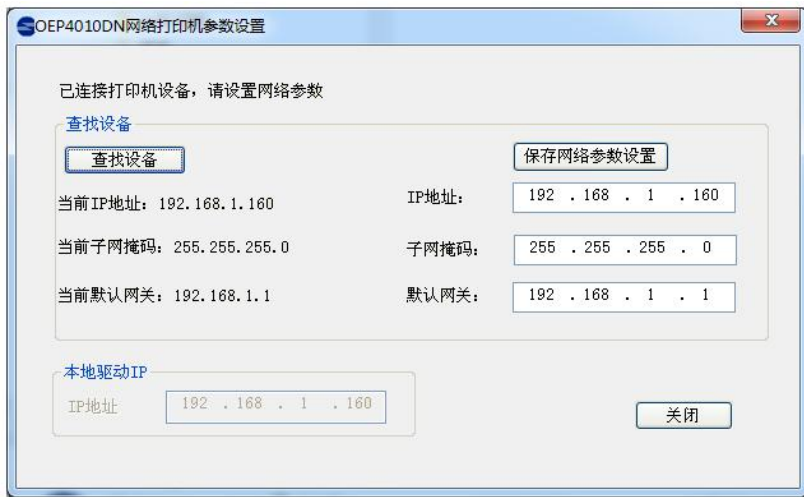 OEP4010DN网络打印机参数设置
已连接打印机设备，请设置网络参数
查找设备
查找设备
保存网络参数设置
当前IP地址：192.168.1.160
IP地址：
192 . 168 . 1 . 160
当前子网掩码：255.255.255.0
子网掩码：
255 . 255 . 255 . 0
当前默认网关：192.168.1.1
默认网关：
192 . 168 . 1 . 1
本地驱动IP
IP地址
192 . 168 . 1 . 160
关闭